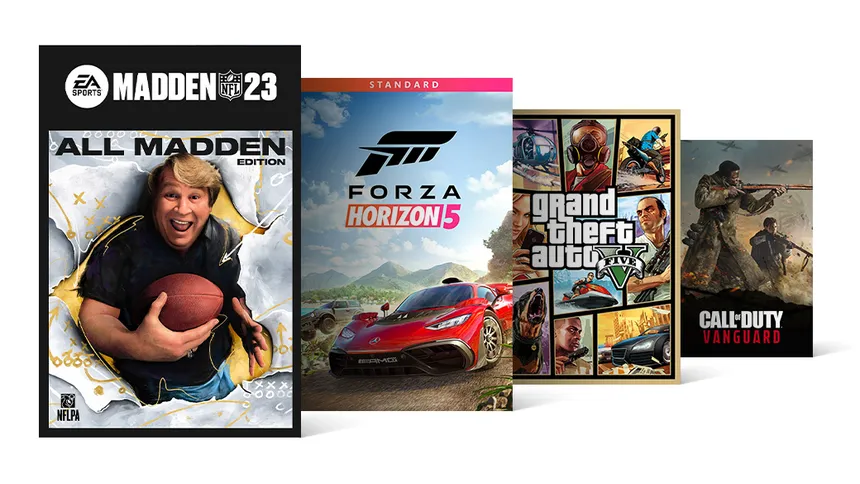 EA
SPORTS
MADDEN NFL 23
ALL MADDEN
EDITION
NFLPA
STANDARD
FORZA
HORIZON 5
AMG
grand
theft
auto
FIVE
V
CALL OF DUTY
VANGUARD